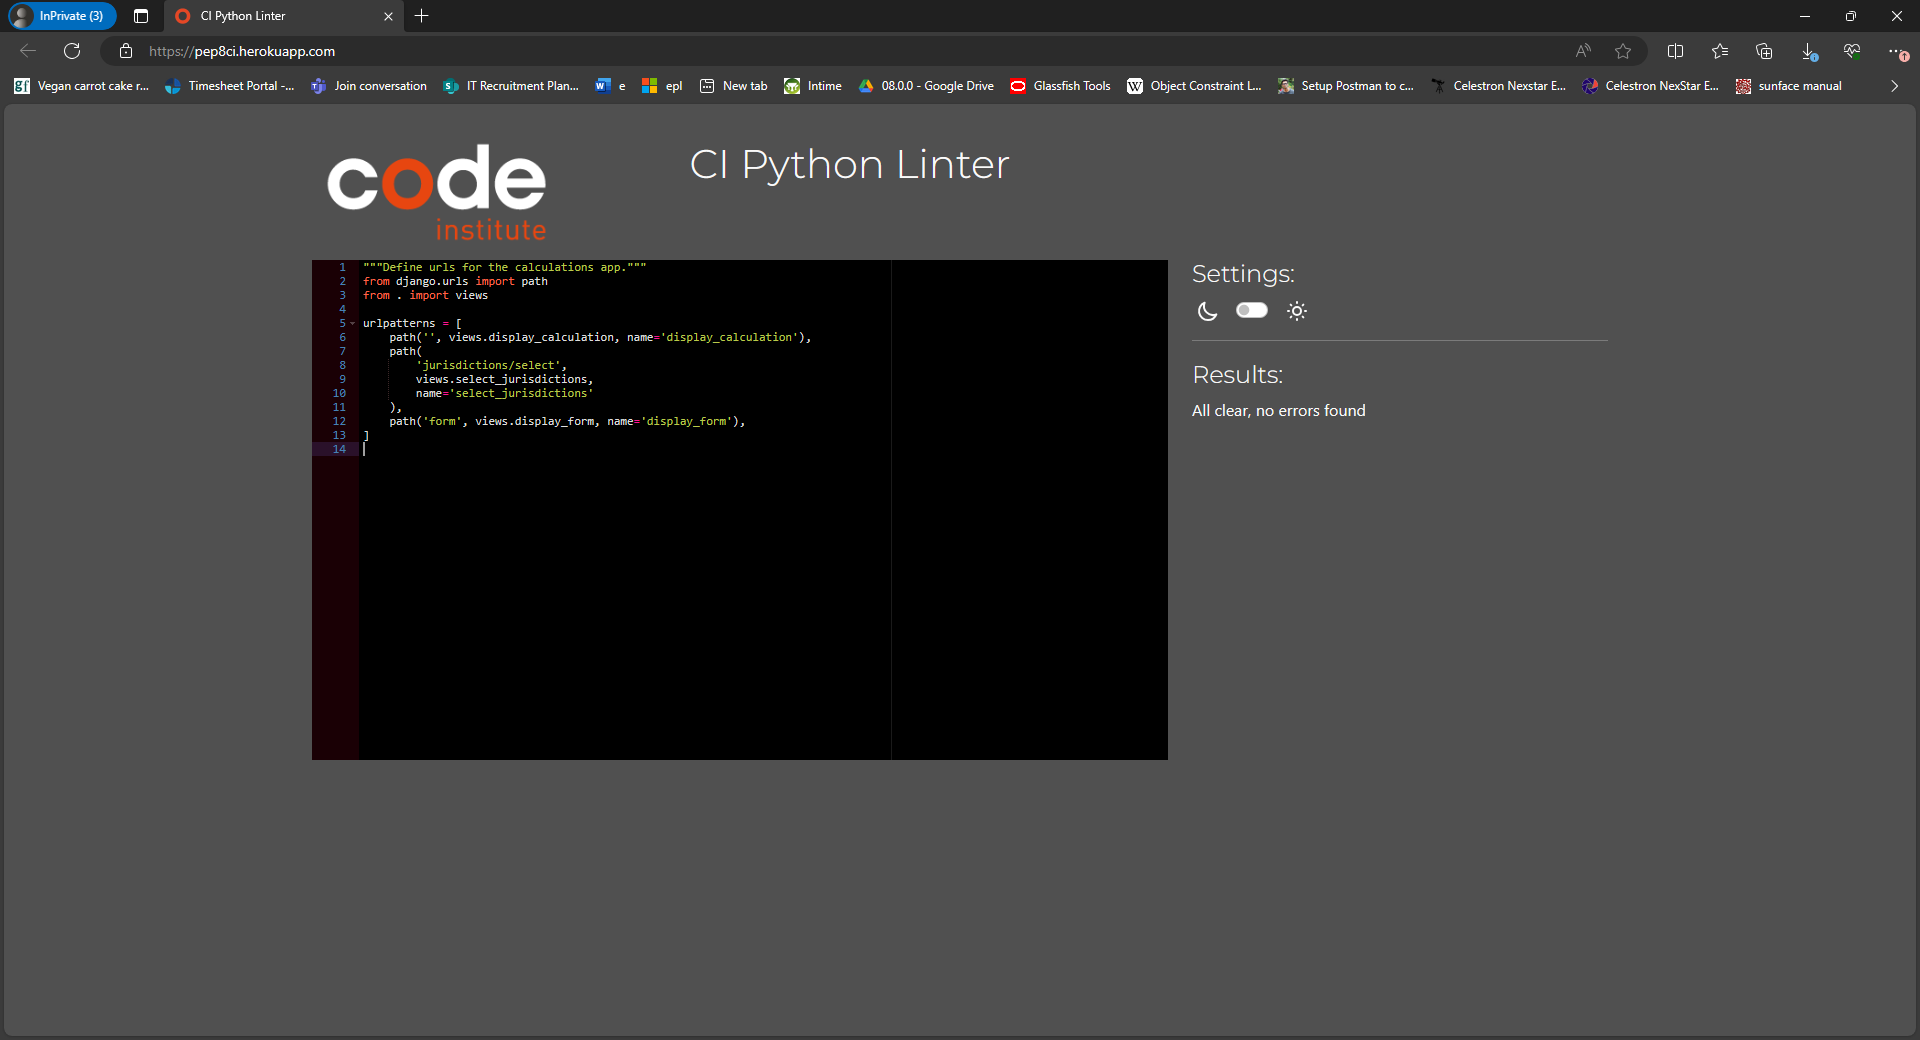 InPrivate (3)
CI Python Linter
https://pep8ci.herokuapp.com
gf Vegan carrot cake r... Timesheet Portal -... Join conversation IT Recruitment Plan... e epl New tab Intime 08.0.0 - Google Drive Glassfish Tools W Object Constraint L... Setup Postman to c... Celestron Nexstar E... Celestron NexStar E... sunface manual
code
institute
CI Python Linter
1 """Define urls for the calculations app."""
2 from django.urls import path
3 from . import views
4
5 urlpatterns = [
6     path('', views.display_calculation, name='display_calculation'),
7     path(
8         'jurisdictions/select',
9         views.select_jurisdictions,
10         name='select_jurisdictions'
11     ),
12     path('form', views.display_form, name='display_form'),
13 ]
14
Settings:
Results:
All clear, no errors found